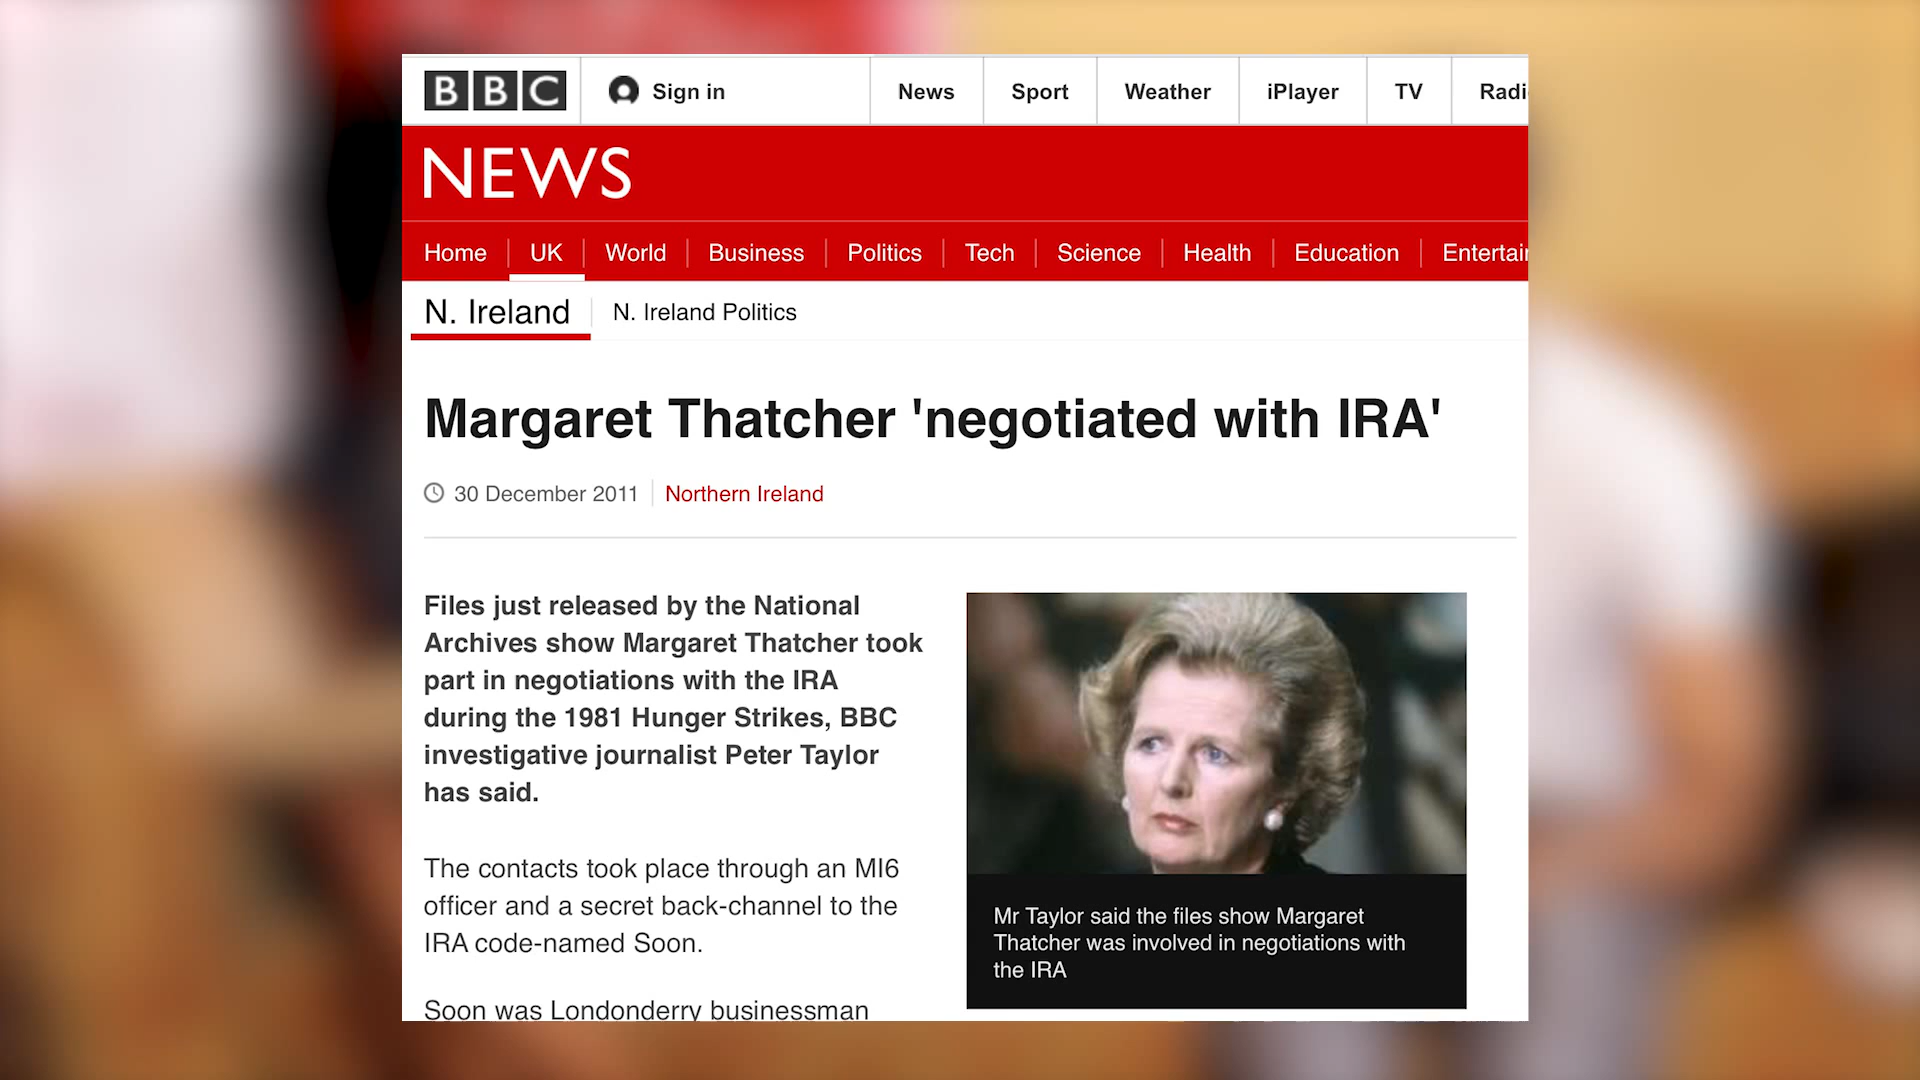 BBC Sign in News Sport Weather iPlayer TV Radi
NEWS
Home UK World Business Politics Tech Science Health Education Entertain
N. Ireland N. Ireland Politics
Margaret Thatcher 'negotiated with IRA'
30 December 2011 Northern Ireland
Files just released by the National
Archives show Margaret Thatcher took
part in negotiations with the IRA
during the 1981 Hunger Strikes, BBC
investigative journalist Peter Taylor
has said.
The contacts took place through an MI6
officer and a secret back-channel to the
IRA code-named Soon.
Soon was Londonderry businessman
Mr Taylor said the files show Margaret
Thatcher was involved in negotiations with
the IRA